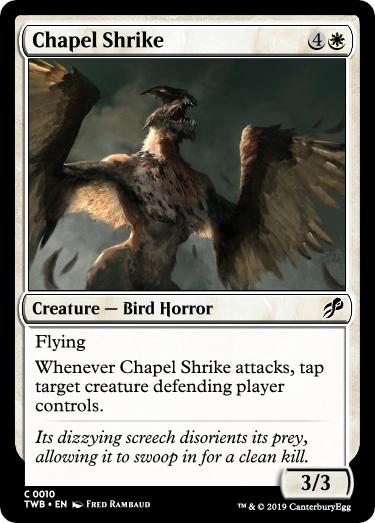 Chapel Shrike 4
Creature — Bird Horror
Flying
Whenever Chapel Shrike attacks, tap
target creature defending player
controls.
Its dizzying screech disorients its prey,
allowing it to swoop in for a clean kill.
3/3
C 0010
TWB • EN FRED RAMBAUD
™ & © 2019 CanterburyEgg